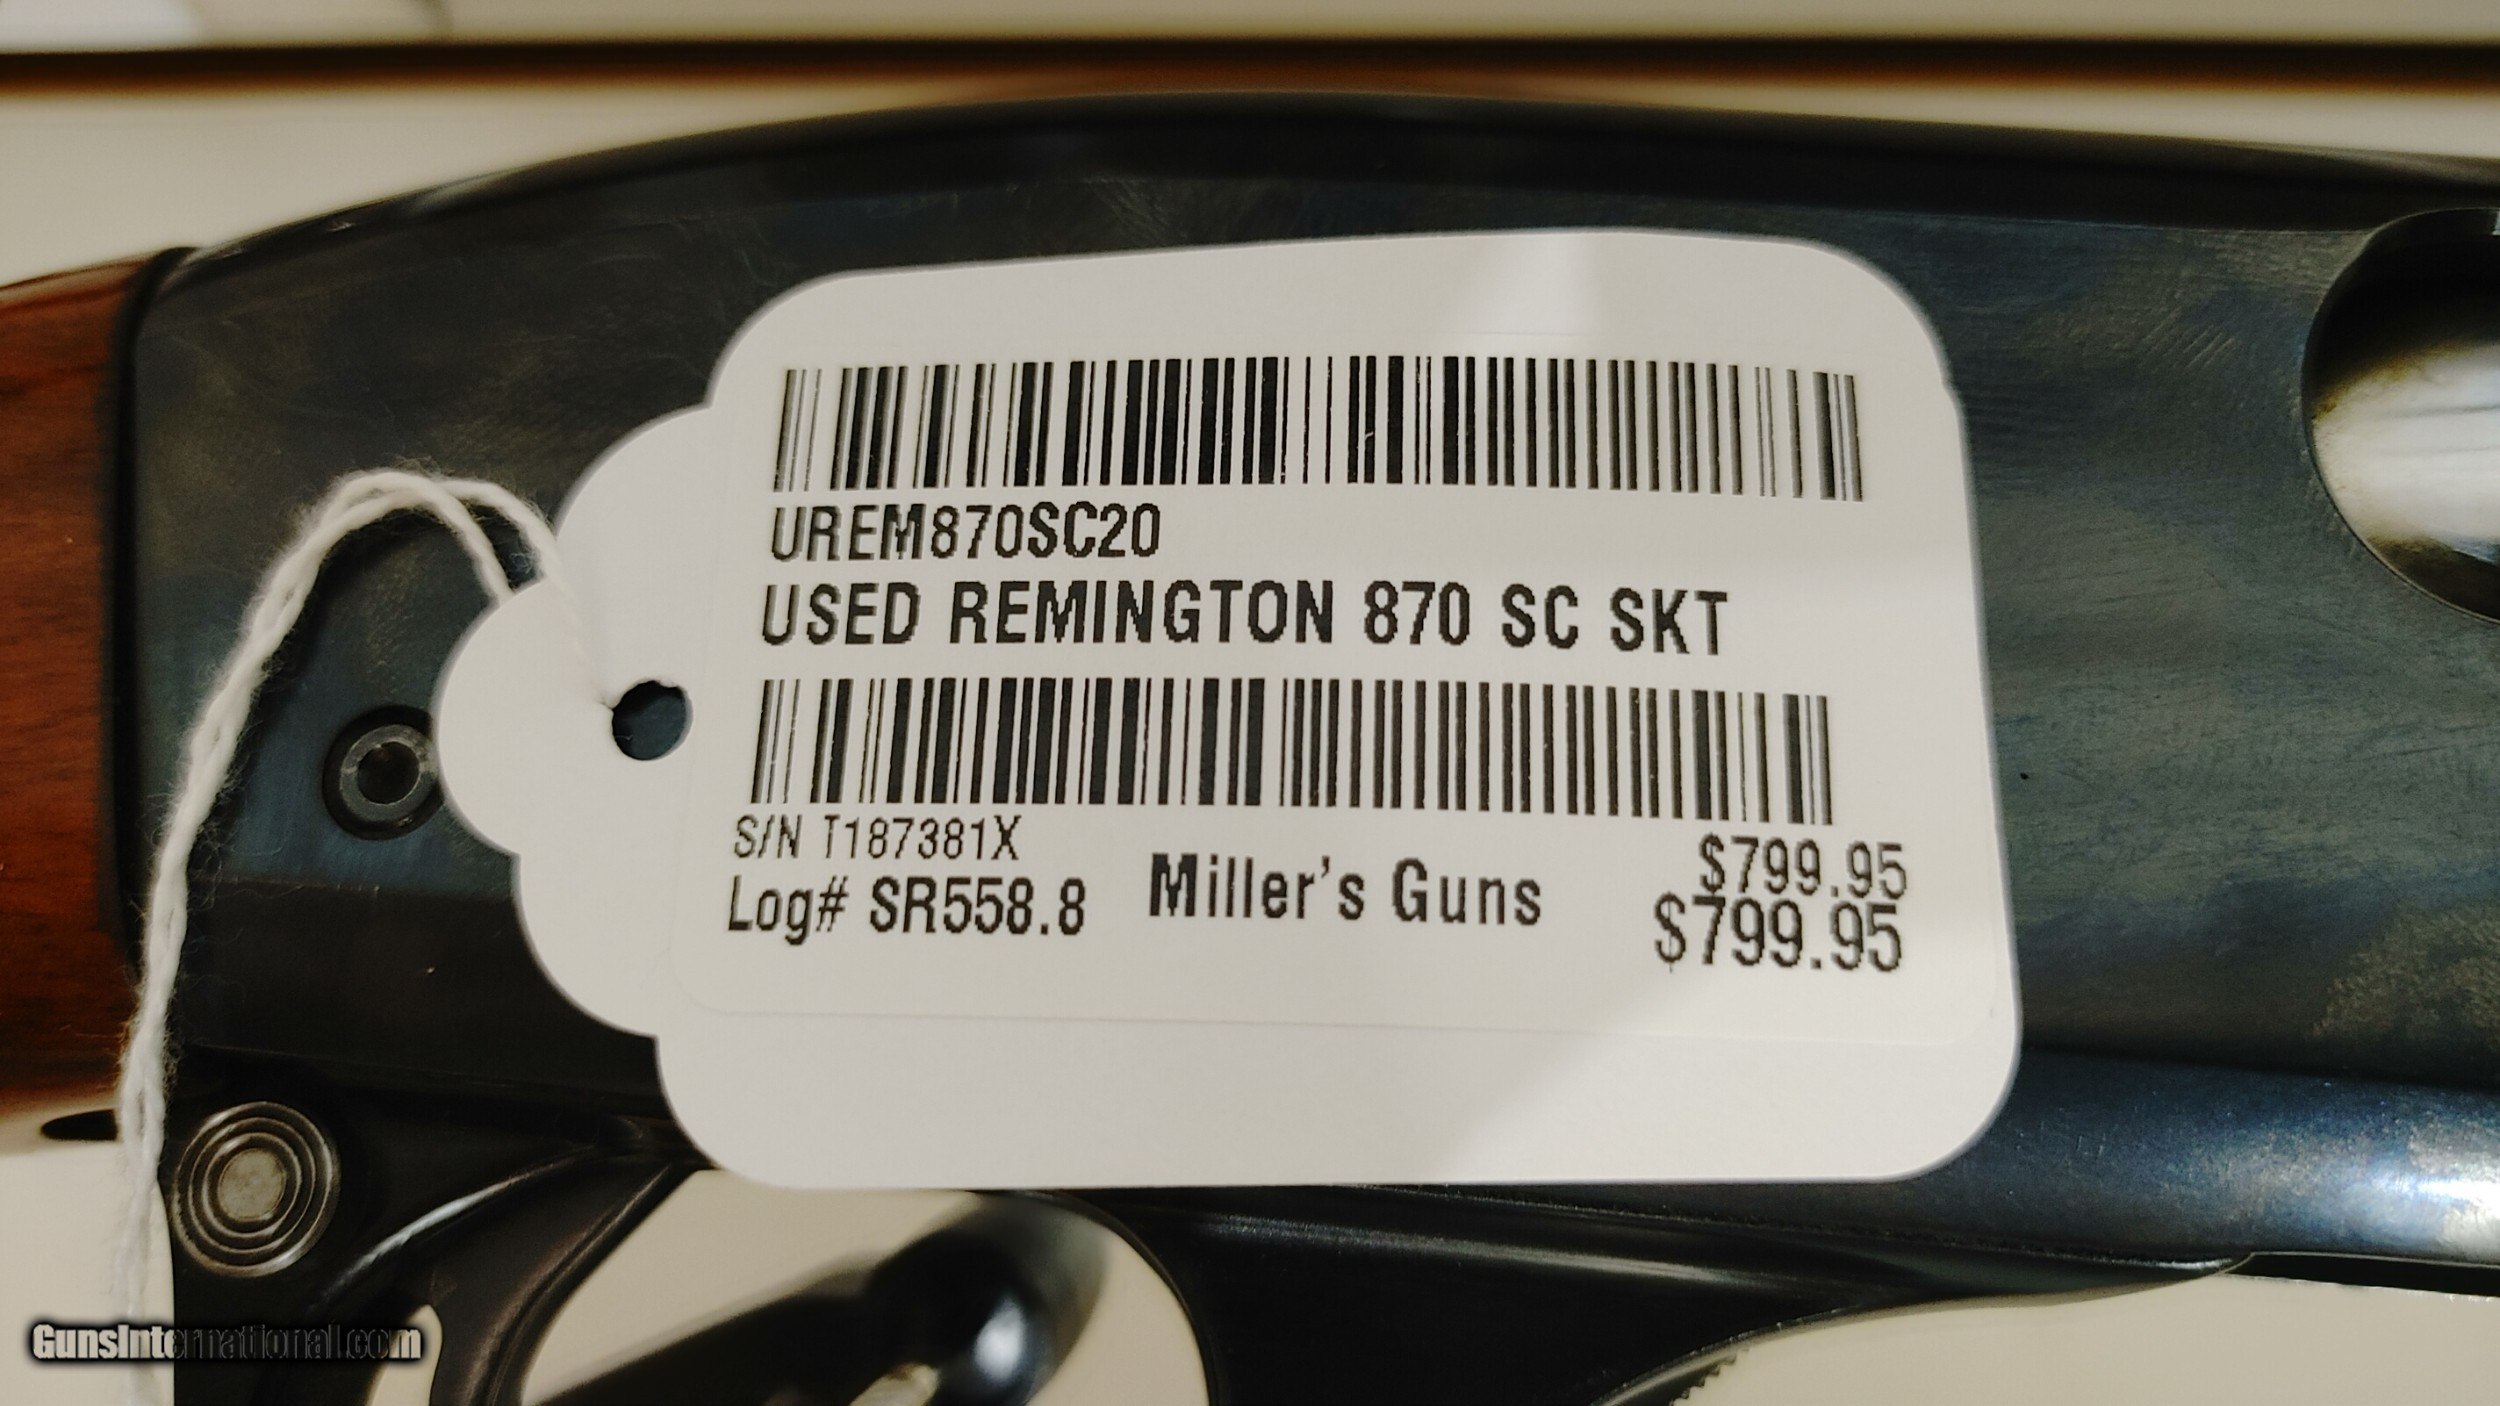 UREM870SC20
USED REMINGTON 870 SC SKT
S/N T187381X
$799.95
Log# SR558.8
Miller's Guns
$799.95
GunsInternational.com